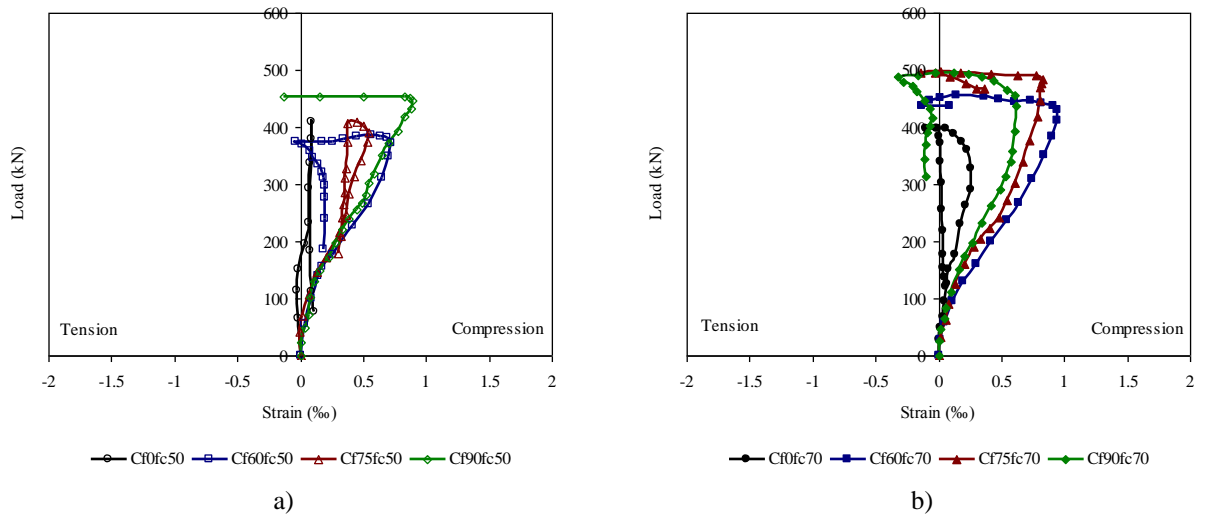 600
500
400
300
200
100
0
Load (kN)
Tension
Compression
-2 -1.5 -1 -0.5 0 0.5 1 1.5 2
Strain (‰)
Cf0fc50 Cf60fc50 Cf75fc50 Cf90fc50
a)
600
500
400
300
200
100
0
Load (kN)
Tension
Compression
-2 -1.5 -1 -0.5 0 0.5 1 1.5 2
Strain (‰)
Cf0fc70 Cf60fc70 Cf75fc70 Cf90fc70
b)